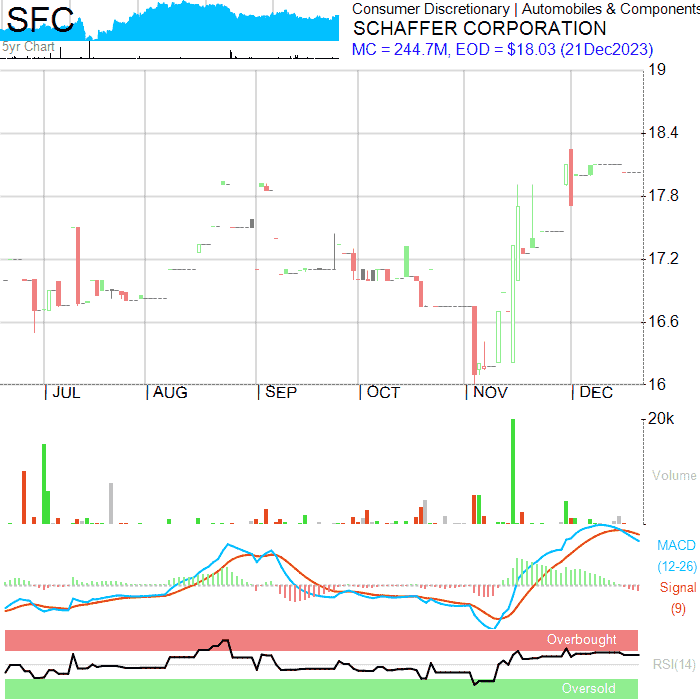 SFC
5yr Chart
Consumer Discretionary | Automobiles & Components
SCHAFFER CORPORATION
MC = 244.7M, EOD = $18.03 (21Dec2023)
19
18.4
17.8
17.2
16.6
16
JUL AUG SEP OCT NOV DEC
20k
Volume
MACD
(12-26)
Signal
(9)
Overbought
RSI(14)
Oversold